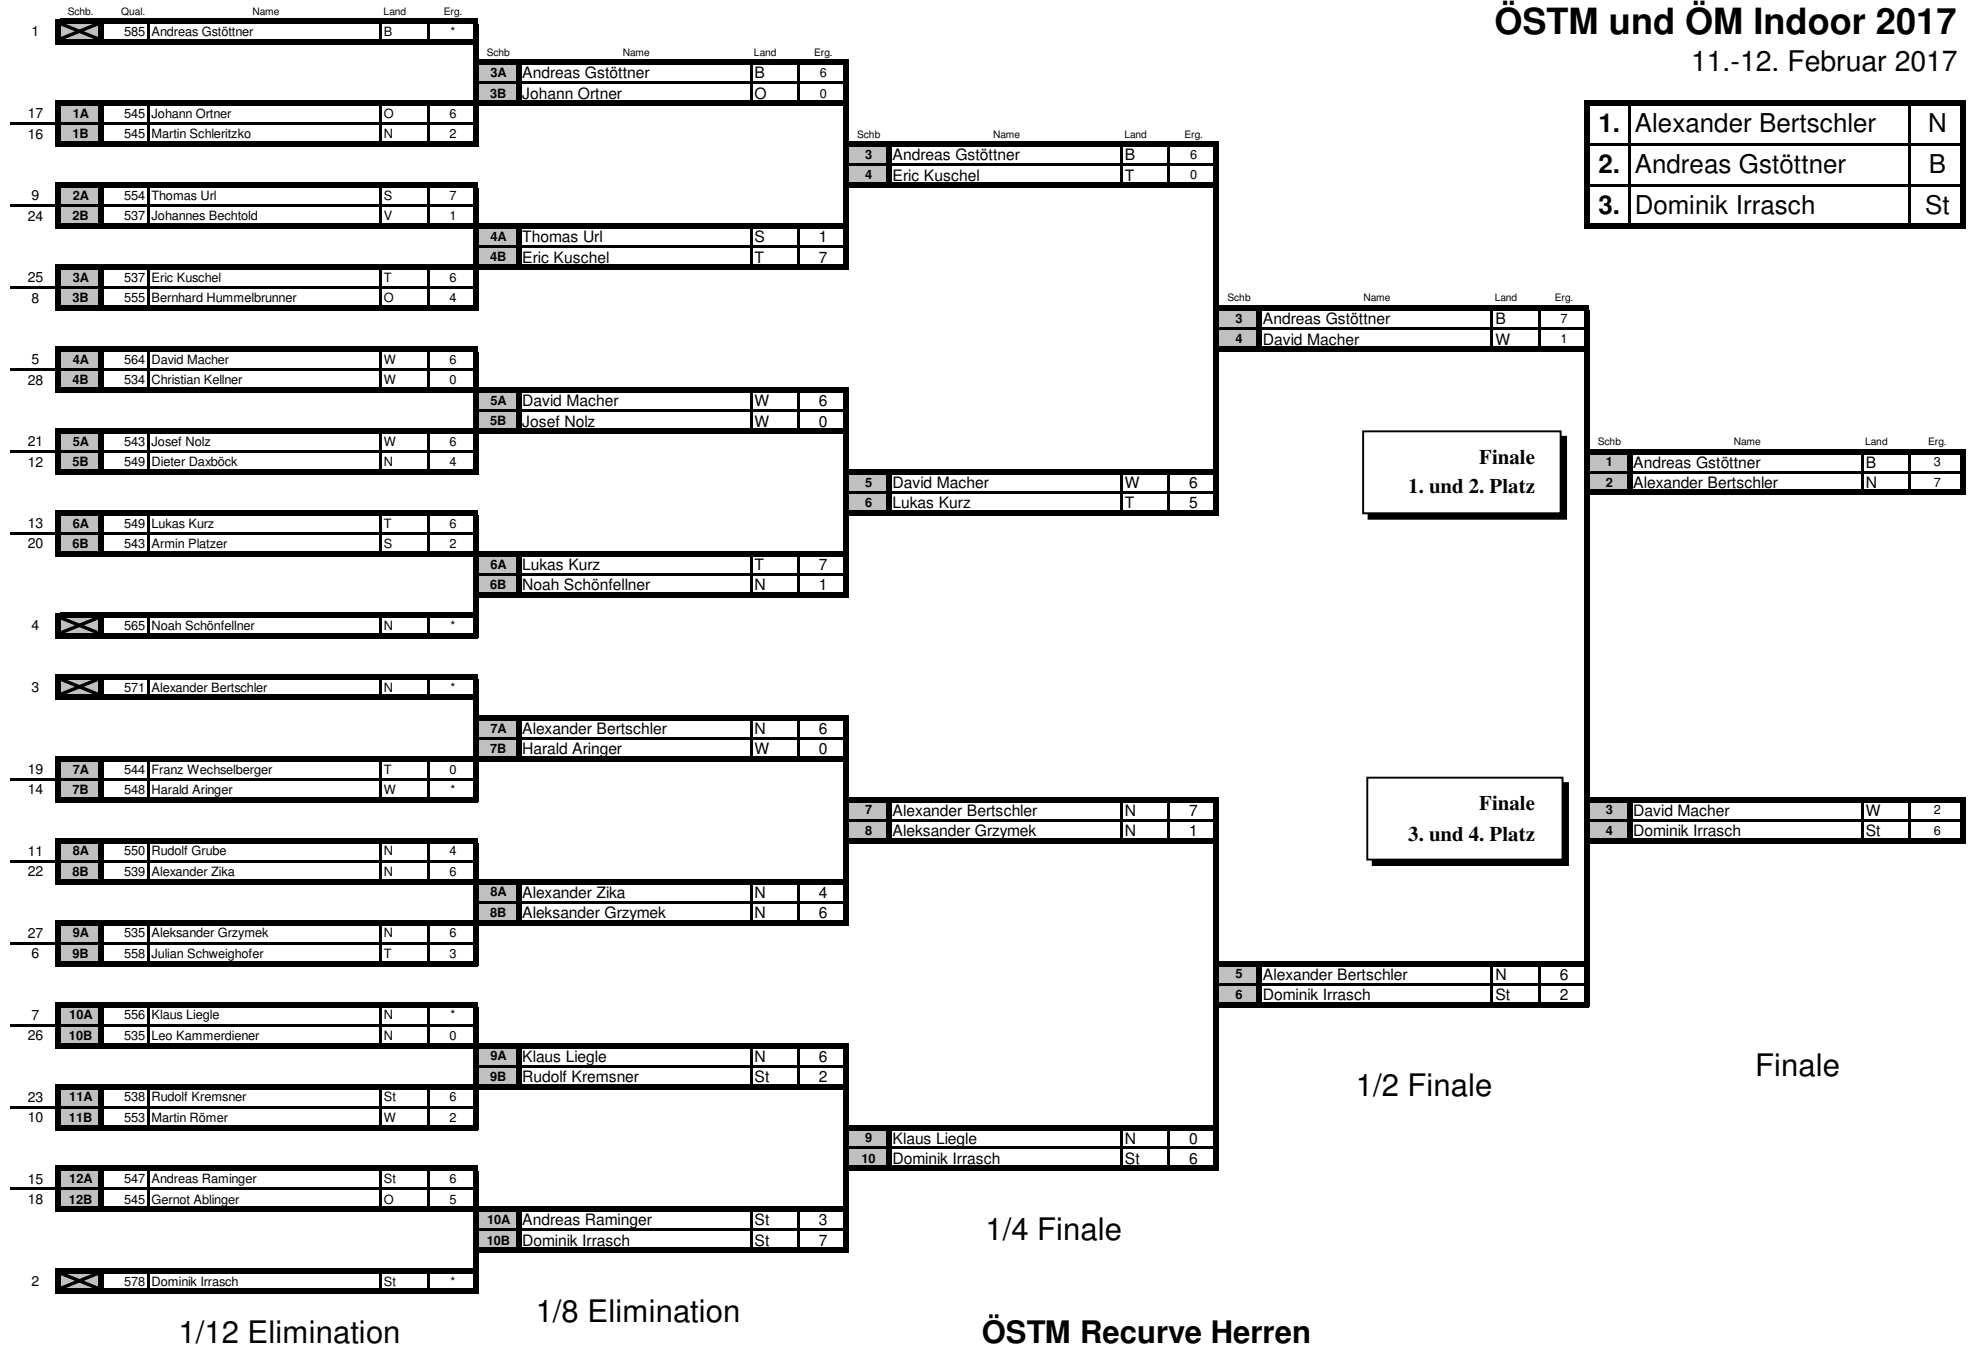 ÖSTM und ÖM Indoor 2017
11.-12. Februar 2017
1. Alexander Bertschler N
2. Andreas Gstöttner B
3. Dominik Irrasch St
Schb. Qual. Name Land Erg.
1 585 Andreas Gstöttner B *
17 1A 545 Johann Ortner O 6
16 1B 545 Martin Schleritzko N 2
9 2A 554 Thomas Url S 7
24 2B 537 Johannes Bechtold V 1
25 3A 537 Eric Kuschel T 6
8 3B 555 Bernhard Hummelbrunner O 4
5 4A 564 David Macher W 6
28 4B 534 Christian Kellner W 0
21 5A 543 Josef Nolz W 6
12 5B 549 Dieter Daxböck N 4
13 6A 549 Lukas Kurz T 6
20 6B 543 Armin Platzer S 2
4 565 Noah Schönfellner N *
3 571 Alexander Bertschler N *
19 7A 544 Franz Wechselberger T 0
14 7B 548 Harald Aringer W *
11 8A 550 Rudolf Grube N 4
22 8B 539 Alexander Zika N 6
27 9A 535 Aleksander Grzymek N 6
6 9B 558 Julian Schweighofer T 3
7 10A 556 Klaus Liegle N *
26 10B 535 Leo Kammerdiener N 0
23 11A 538 Rudolf Kremsner St 6
10 11B 553 Martin Römer W 2
15 12A 547 Andreas Raminger St 6
18 12B 545 Gernot Ablinger O 5
2 578 Dominik Irrasch St *
1/12 Elimination
Schb Name Land Erg.
3A Andreas Gstöttner B 6
3B Johann Ortner O 0
4A Thomas Url S 1
4B Eric Kuschel T 7
5A David Macher W 6
5B Josef Nolz W 0
6A Lukas Kurz T 7
6B Noah Schönfellner N 1
7A Alexander Bertschler N 6
7B Harald Aringer W 0
8A Alexander Zika N 4
8B Aleksander Grzymek N 6
9A Klaus Liegle N 6
9B Rudolf Kremsner St 2
10A Andreas Raminger St 3
10B Dominik Irrasch St 7
1/8 Elimination
Schb Name Land Erg.
3 Andreas Gstöttner B 6
4 Eric Kuschel T 0
5 David Macher W 6
6 Lukas Kurz T 5
7 Alexander Bertschler N 7
8 Aleksander Grzymek N 1
9 Klaus Liegle N 0
10 Dominik Irrasch St 6
1/4 Finale
Schb Name Land Erg.
3 Andreas Gstöttner B 7
4 David Macher W 1
5 Alexander Bertschler N 6
6 Dominik Irrasch St 2
1/2 Finale
Finale
1. und 2. Platz
Schb Name Land Erg.
1 Andreas Gstöttner B 3
2 Alexander Bertschler N 7
Finale
3. und 4. Platz
3 David Macher W 2
4 Dominik Irrasch St 6
Finale
ÖSTM Recurve Herren